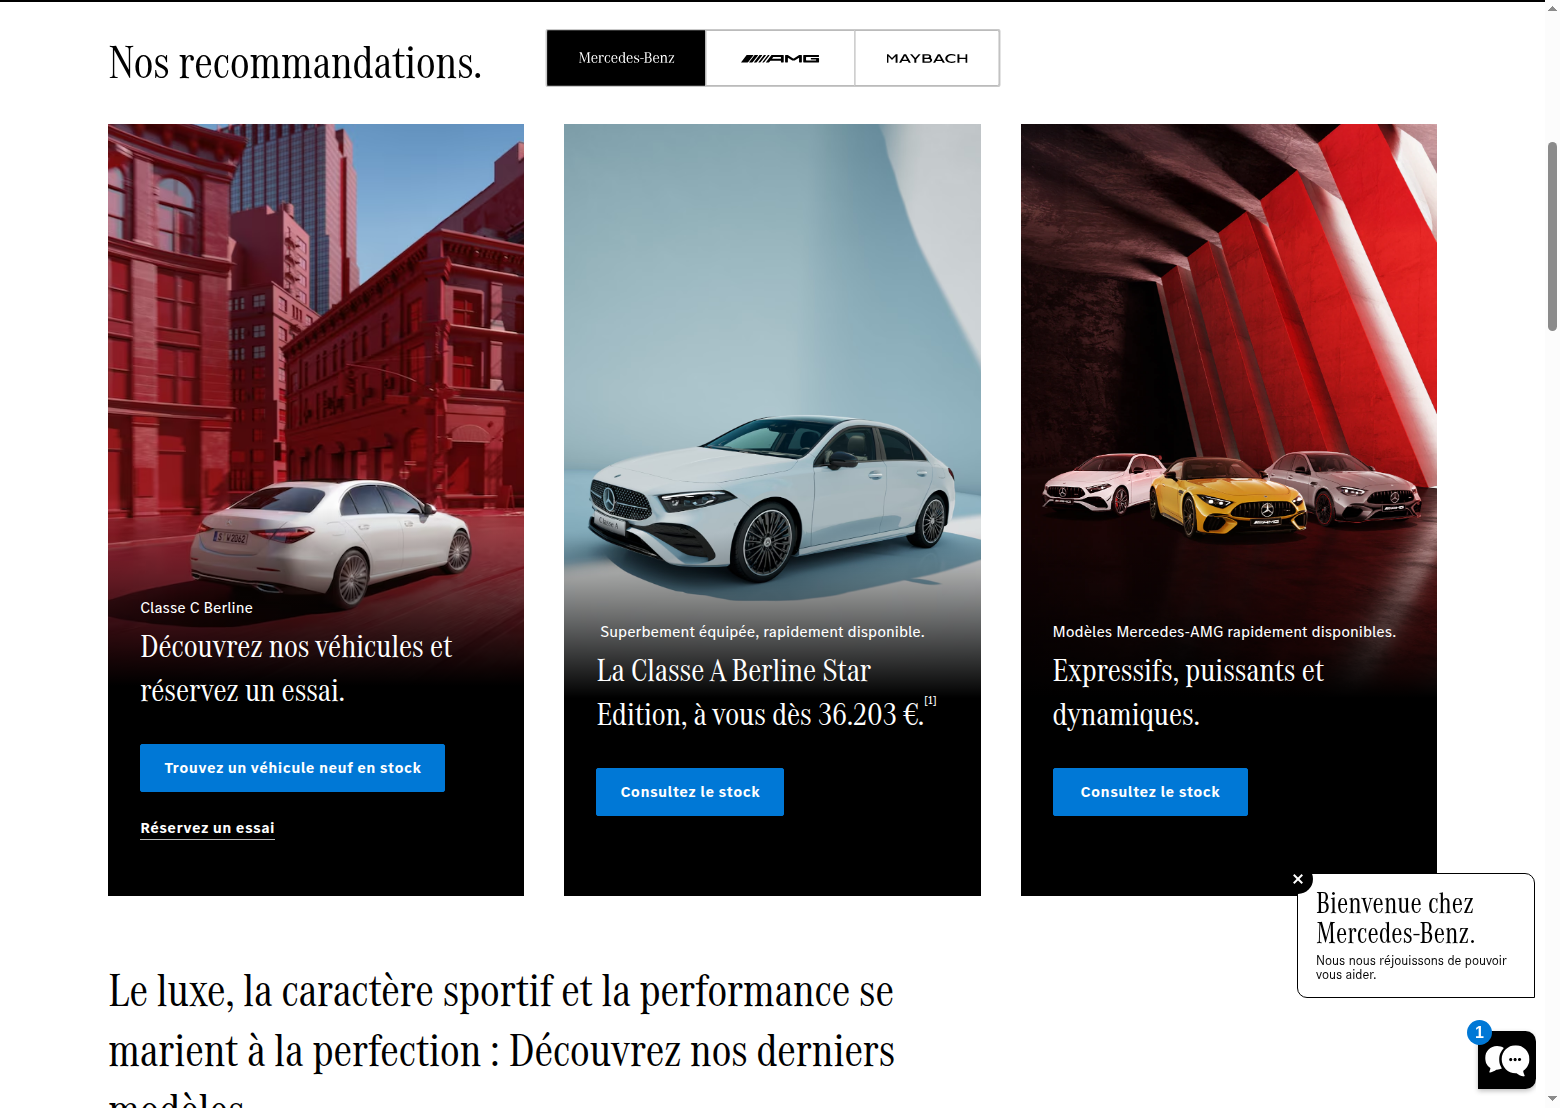 Nos recommandations.
Mercedes-Benz
AMG
MAYBACH
S·W 2062
Classe C Berline
Découvrez nos véhicules et
réservez un essai.
Trouvez un véhicule neuf en stock
Réservez un essai
Classe A
Superbement équipée, rapidement disponible.
La Classe A Berline Star
Edition, à vous dès 36.203 €.[1]
Consultez le stock
AMG
Modèles Mercedes-AMG rapidement disponibles.
Expressifs, puissants et
dynamiques.
Consultez le stock
Bienvenue chez
Mercedes-Benz.
Nous nous réjouissons de pouvoir
vous aider.
1
Le luxe, la caractère sportif et la performance se
marient à la perfection : Découvrez nos derniers
modèles